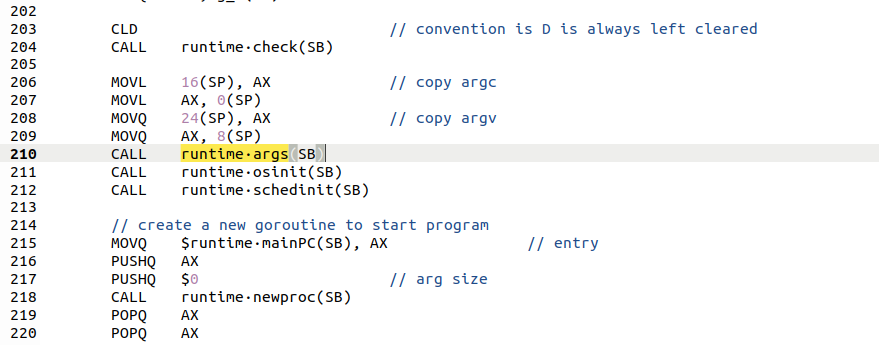 202
203 CLD // convention is D is always left cleared
204 CALL runtime·check(SB)
205
206 MOVL 16(SP), AX // copy argc
207 MOVL AX, 0(SP)
208 MOVQ 24(SP), AX // copy argv
209 MOVQ AX, 8(SP)
210 CALL runtime·args(SB)
211 CALL runtime·osinit(SB)
212 CALL runtime·schedinit(SB)
213
214 // create a new goroutine to start program
215 MOVQ $runtime·mainPC(SB), AX // entry
216 PUSHQ AX
217 PUSHQ $0 // arg size
218 CALL runtime·newproc(SB)
219 POPQ AX
220 POPQ AX